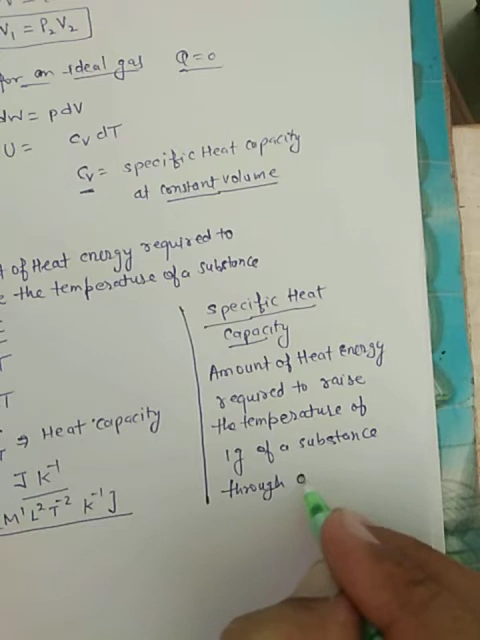 V₁ = P₂V₂
for an ideal gas Q = 0
dW = pdV
U = CvdT
Cv = specific Heat capacity
at constant volume
of Heat energy required to
the temperature of a substance
⇒ Heat capacity
J K⁻¹
[M¹L²T⁻² K⁻¹]
specific Heat
capacity
Amount of Heat energy
required to raise
the temperature of
1g of a substance
through